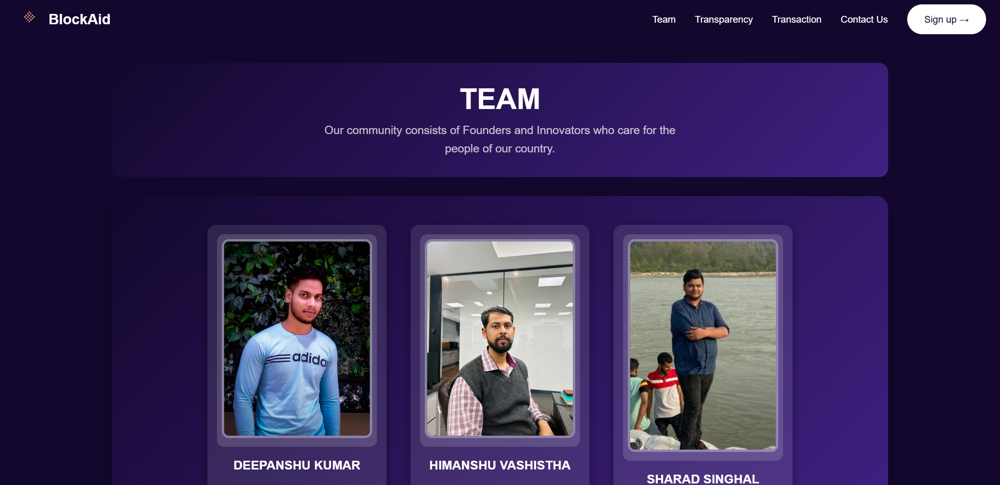 BlockAid
Team
Transparency
Transaction
Contact Us
Sign up →
TEAM
Our community consists of Founders and Innovators who care for the
people of our country.
adidas
DEEPANSHU KUMAR
HIMANSHU VASHISTHA
SHARAD SINGHAL